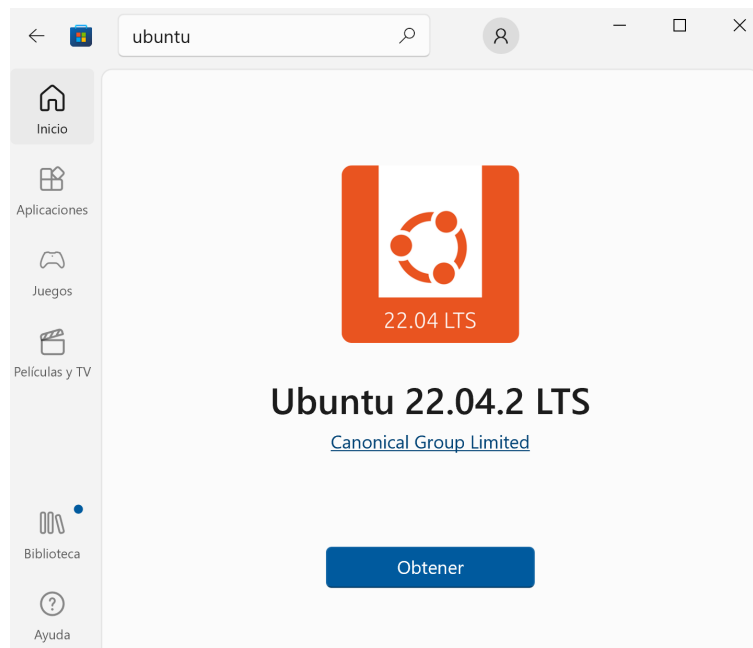 ubuntu
Inicio
Aplicaciones
Juegos
Películas y TV
22.04 LTS
Ubuntu 22.04.2 LTS
Canonical Group Limited
Obtener
Biblioteca
Ayuda